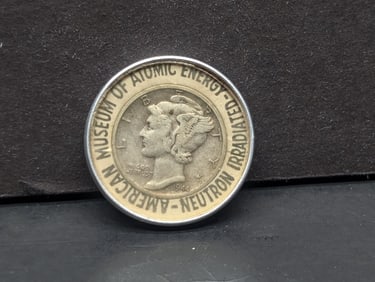 AMERICAN MUSEUM OF ATOMIC ENERGY-NEUTRON IRRADIATED-
LIBERTY